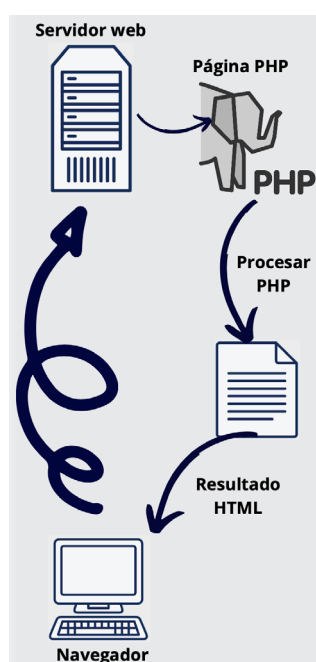 Servidor web
Página PHP
PHP
Procesar
PHP
Resultado
HTML
Navegador